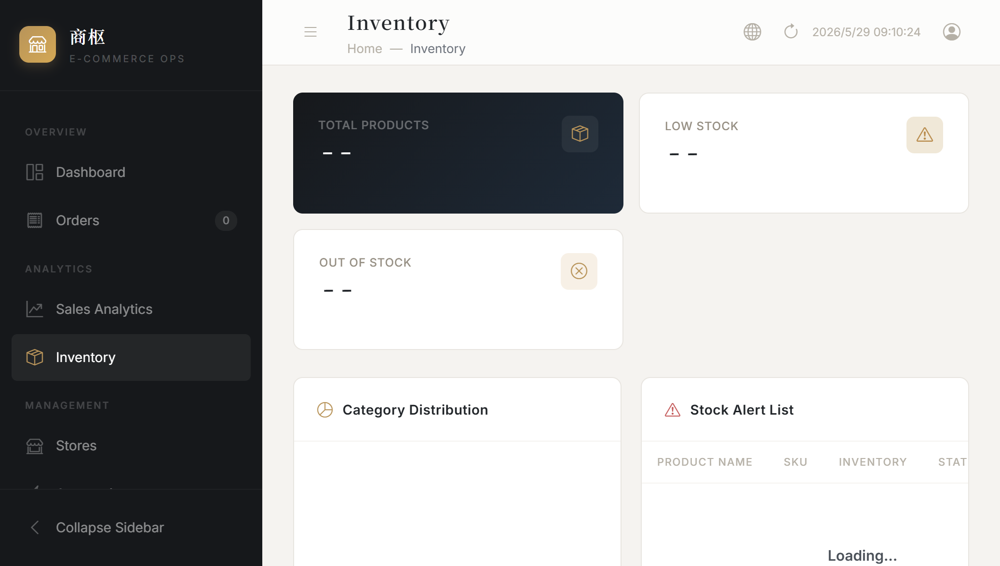 商枢
E-COMMERCE OPS
OVERVIEW
Dashboard
Orders 0
ANALYTICS
Sales Analytics
Inventory
MANAGEMENT
Stores
Collapse Sidebar
Inventory
Home — Inventory
2026/5/29 09:10:24
TOTAL PRODUCTS
– –
LOW STOCK
– –
OUT OF STOCK
– –
Category Distribution
Stock Alert List
PRODUCT NAME SKU INVENTORY STAT
Loading...